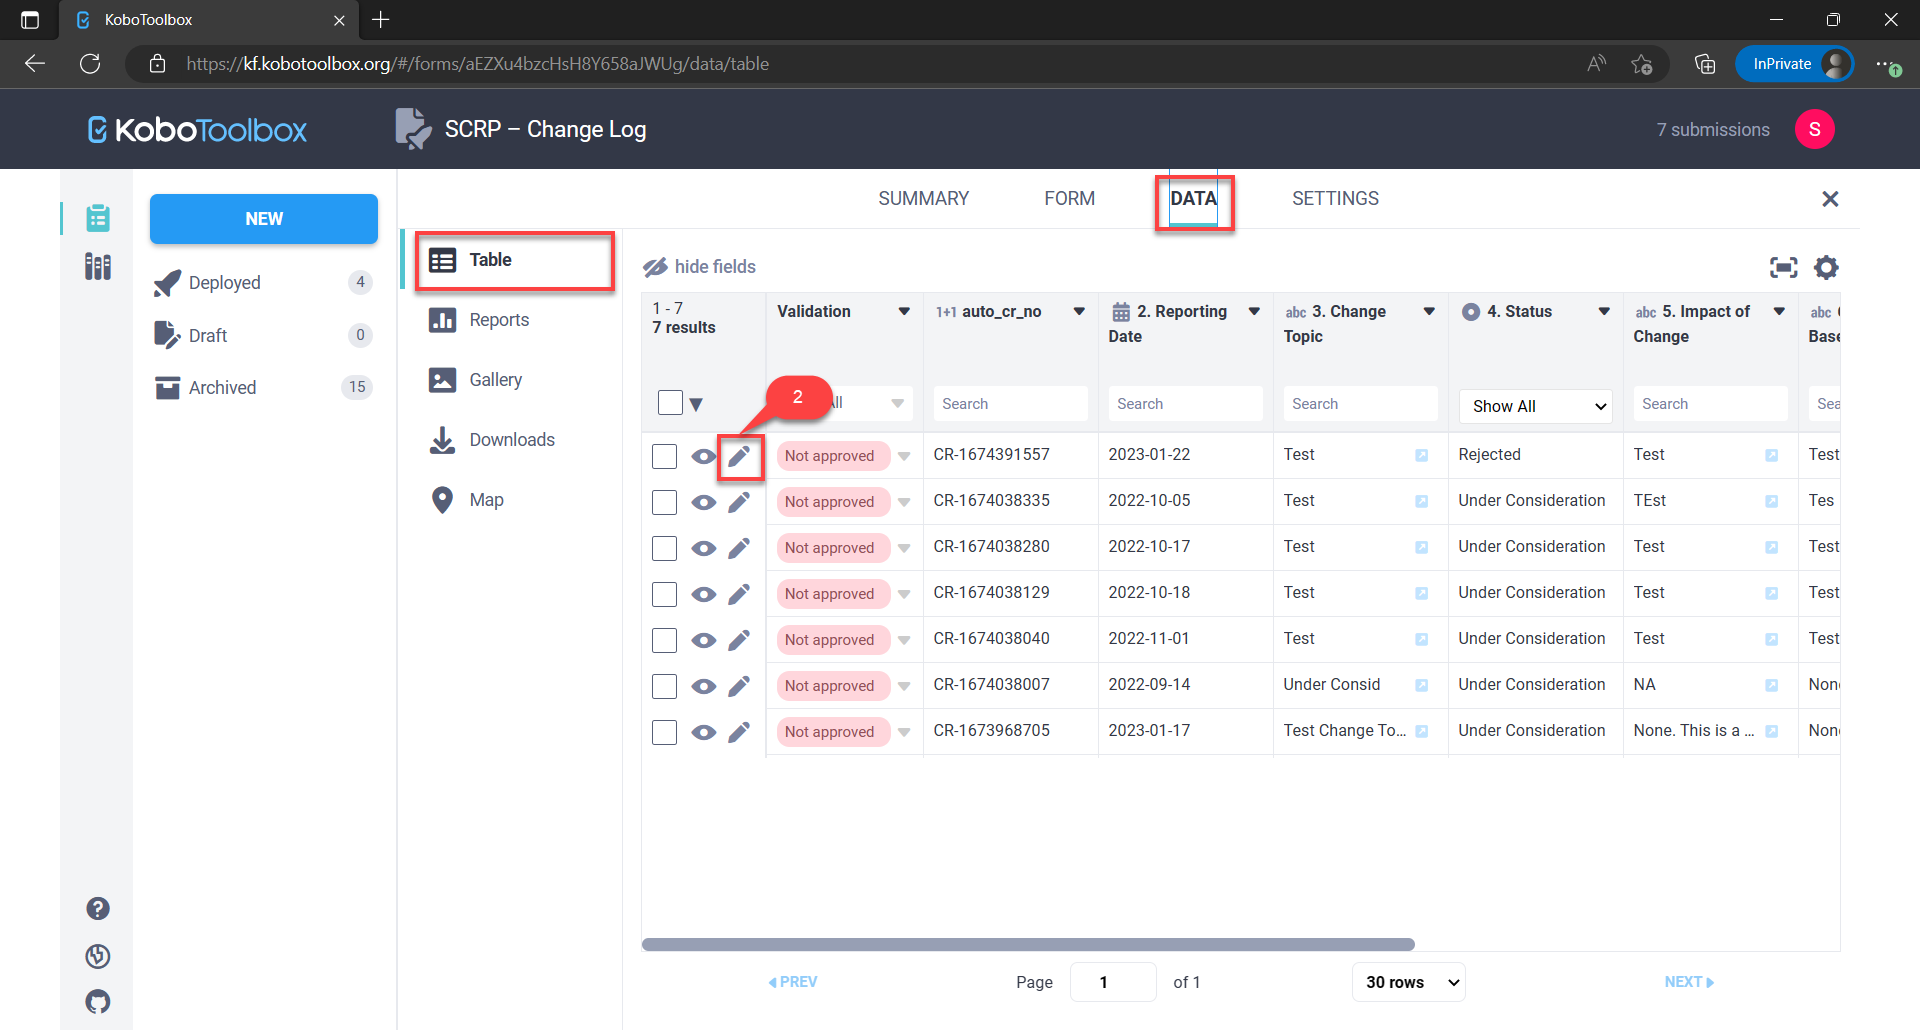 KoboToolbox
https://kf.kobotoolbox.org/#/forms/aEZXu4bzcHsH8Y658aJWUg/data/table
InPrivate
KoboToolbox
SCRP – Change Log
7 submissions
S
NEW
Deployed 4
Draft 0
Archived 15
SUMMARY FORM DATA SETTINGS
Table
Reports
Gallery
Downloads
Map
hide fields
1 - 7
7 results
Validation
1+1 auto_cr_no
2. Reporting
Date
abc 3. Change
Topic
4. Status
abc 5. Impact of
Change
abc
Base
2
Search Search Search Show All Search Sea
Not approved CR-1674391557 2023-01-22 Test Rejected Test Test
Not approved CR-1674038335 2022-10-05 Test Under Consideration TEst Tes
Not approved CR-1674038280 2022-10-17 Test Under Consideration Test Test
Not approved CR-1674038129 2022-10-18 Test Under Consideration Test Test
Not approved CR-1674038040 2022-11-01 Test Under Consideration Test Test
Not approved CR-1674038007 2022-09-14 Under Consid Under Consideration NA Non
Not approved CR-1673968705 2023-01-17 Test Change To... Under Consideration None. This is a ... Non
PREV Page 1 of 1 30 rows NEXT